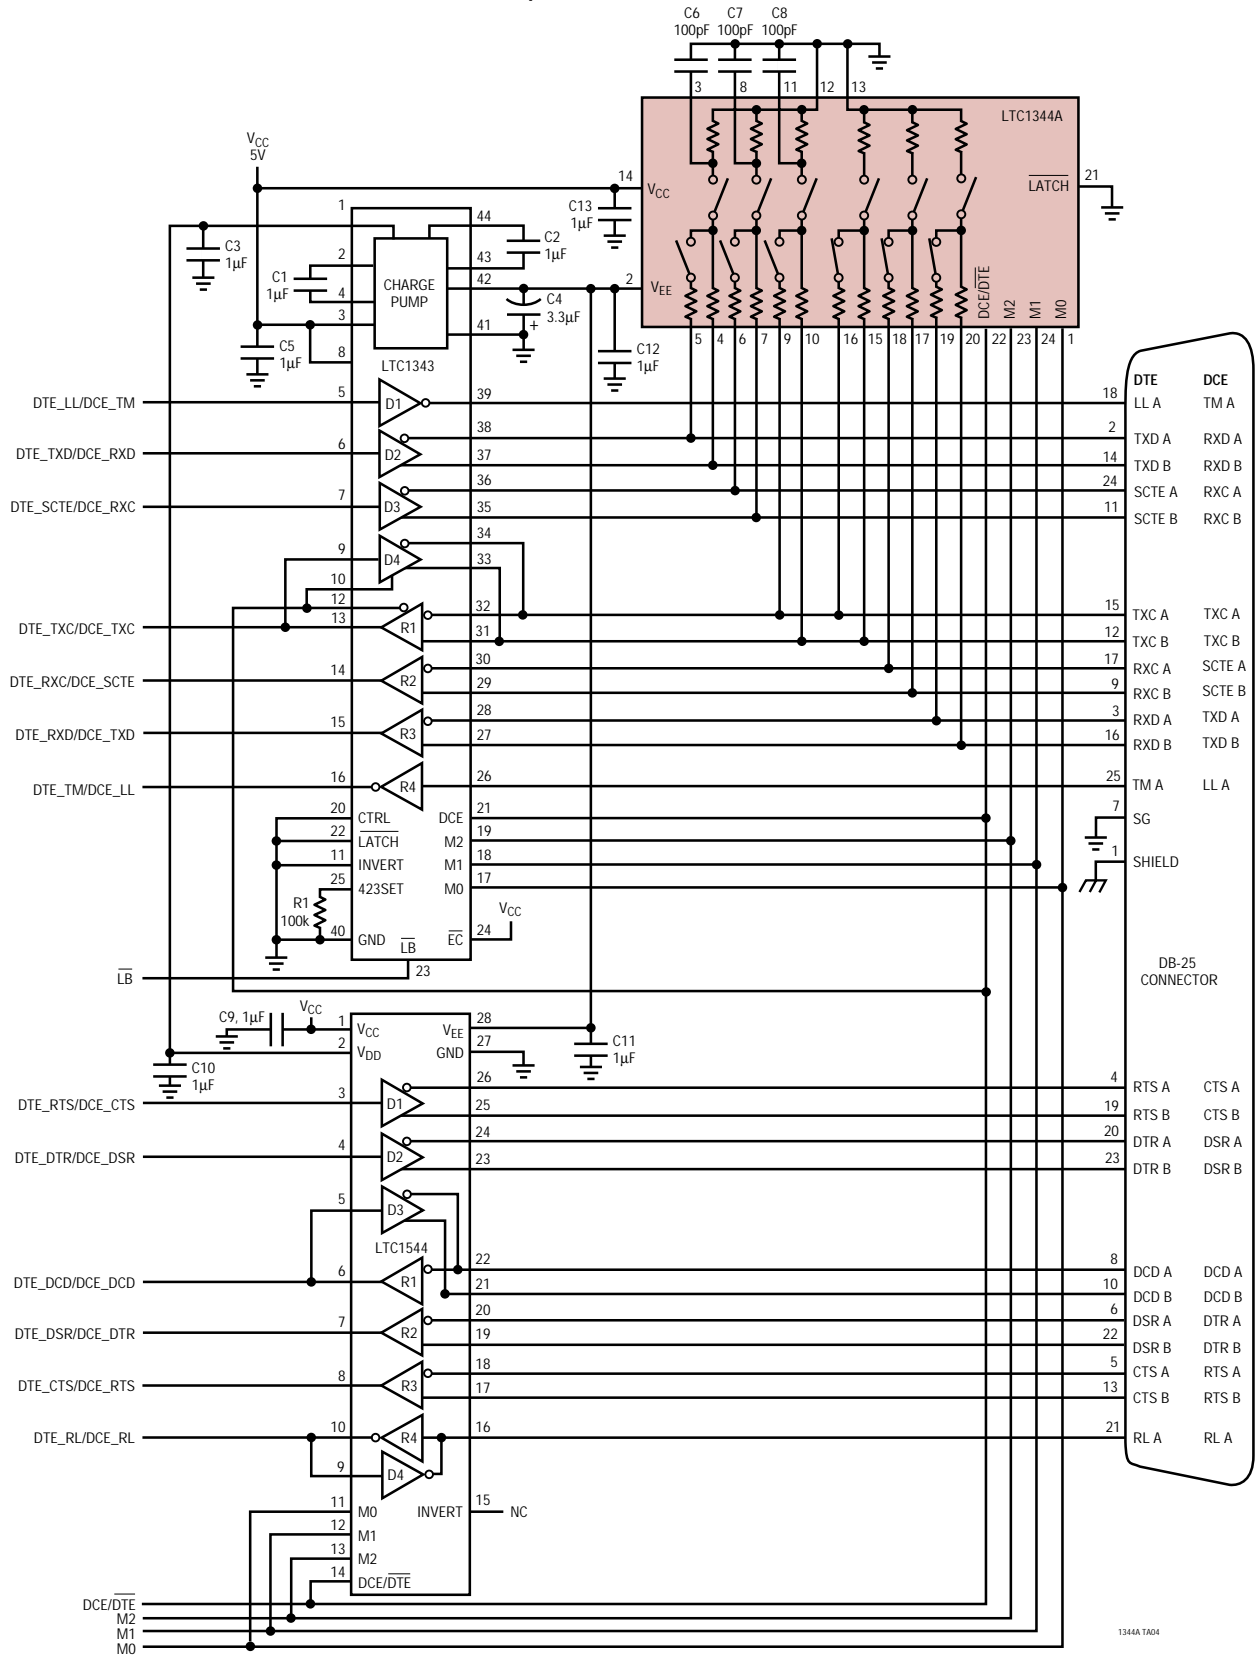 C6 C7 C8
100pF 100pF 100pF
3 8 11 12 13
LTC1344A
VCC
5V
14 VCC
LATCH 21
C13
1µF
1 44
C3
1µF
C2
1µF
2 43
C1
1µF
CHARGE
PUMP
42 2 VEE
4
C4
3.3µF
+
3 41
DCE/DTE M2 M1 M0
C5
1µF
8
LTC1343
C12
1µF
5 4 6 7 9 10 16 15 18 17 19 20 22 23 24 1
DTE DCE
DTE_LL/DCE_TM 5 D1 39 18 LL A TM A
38 2 TXD A RXD A
DTE_TXD/DCE_RXD 6 D2 37 14 TXD B RXD B
36 24 SCTE A RXC A
DTE_SCTE/DCE_RXC 7 D3 35 11 SCTE B RXC B
34
9 D4 33
10
12 32 15 TXC A TXC A
DTE_TXC/DCE_TXC 13 R1 31 12 TXC B TXC B
30 17 RXC A SCTE A
DTE_RXC/DCE_SCTE 14 R2 29 9 RXC B SCTE B
28 3 RXD A TXD A
DTE_RXD/DCE_TXD 15 R3 27 16 RXD B TXD B
DTE_TM/DCE_LL 16 R4 26 25 TM A LL A
20 CTRL DCE 21 7 SG
22 LATCH M2 19
11 INVERT M1 18 1 SHIELD
25 423SET M0 17
R1
100k
VCC
40 GND LB EC 24
LB 23
DB-25
CONNECTOR
C9, 1µF VCC 1 VCC VEE 28
2 VDD GND 27
C11
1µF
C10
1µF
26 4 RTS A CTS A
DTE_RTS/DCE_CTS 3 D1 25 19 RTS B CTS B
24 20 DTR A DSR A
DTE_DTR/DCE_DSR 4 D2 23 23 DTR B DSR B
5 D3
LTC1544
22 8 DCD A DCD A
DTE_DCD/DCE_DCD 6 R1 21 10 DCD B DCD B
20 6 DSR A DTR A
DTE_DSR/DCE_DTR 7 R2 19 22 DSR B DTR B
18 5 CTS A RTS A
DTE_CTS/DCE_RTS 8 R3 17 13 CTS B RTS B
DTE_RL/DCE_RL 10 R4 16 21 RL A RL A
9 D4
11 M0 INVERT 15 NC
12 M1
13 M2
14 DCE/DTE
DCE/DTE
M2
M1
M0
1344A TA04